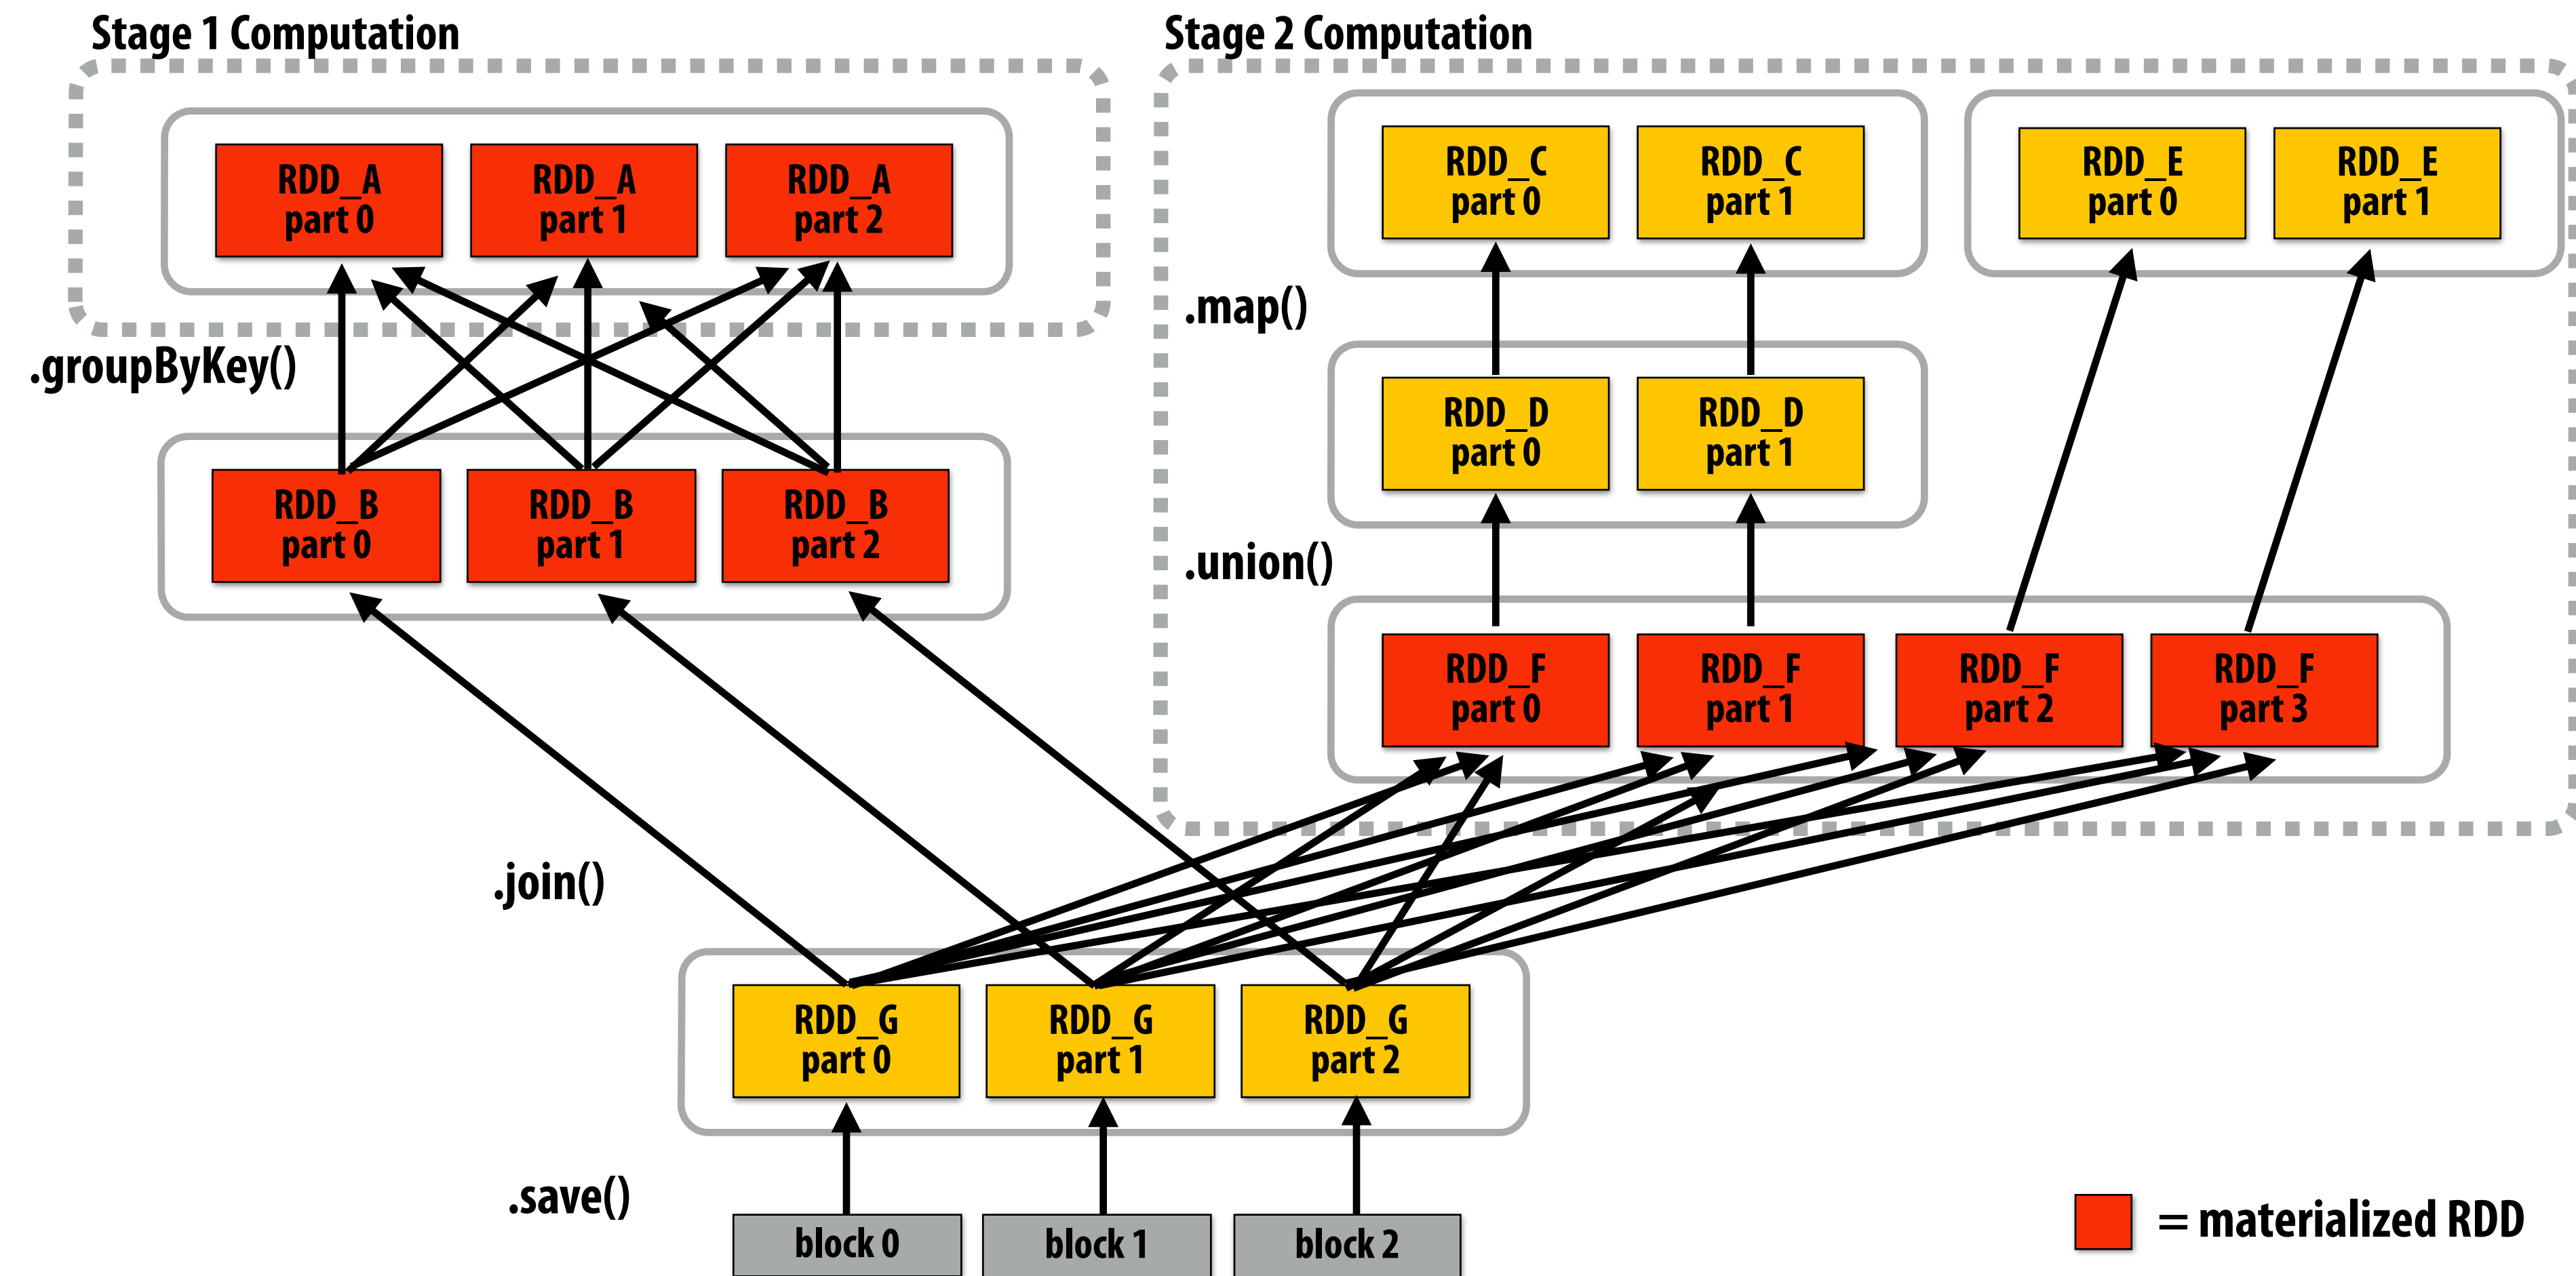 Stage 1 Computation
Stage 2 Computation
RDD_A
part 0
RDD_A
part 1
RDD_A
part 2
RDD_C
part 0
RDD_C
part 1
RDD_E
part 0
RDD_E
part 1
.groupByKey()
.map()
RDD_B
part 0
RDD_B
part 1
RDD_B
part 2
RDD_D
part 0
RDD_D
part 1
.union()
RDD_F
part 0
RDD_F
part 1
RDD_F
part 2
RDD_F
part 3
.join()
RDD_G
part 0
RDD_G
part 1
RDD_G
part 2
.save()
block 0
block 1
block 2
= materialized RDD